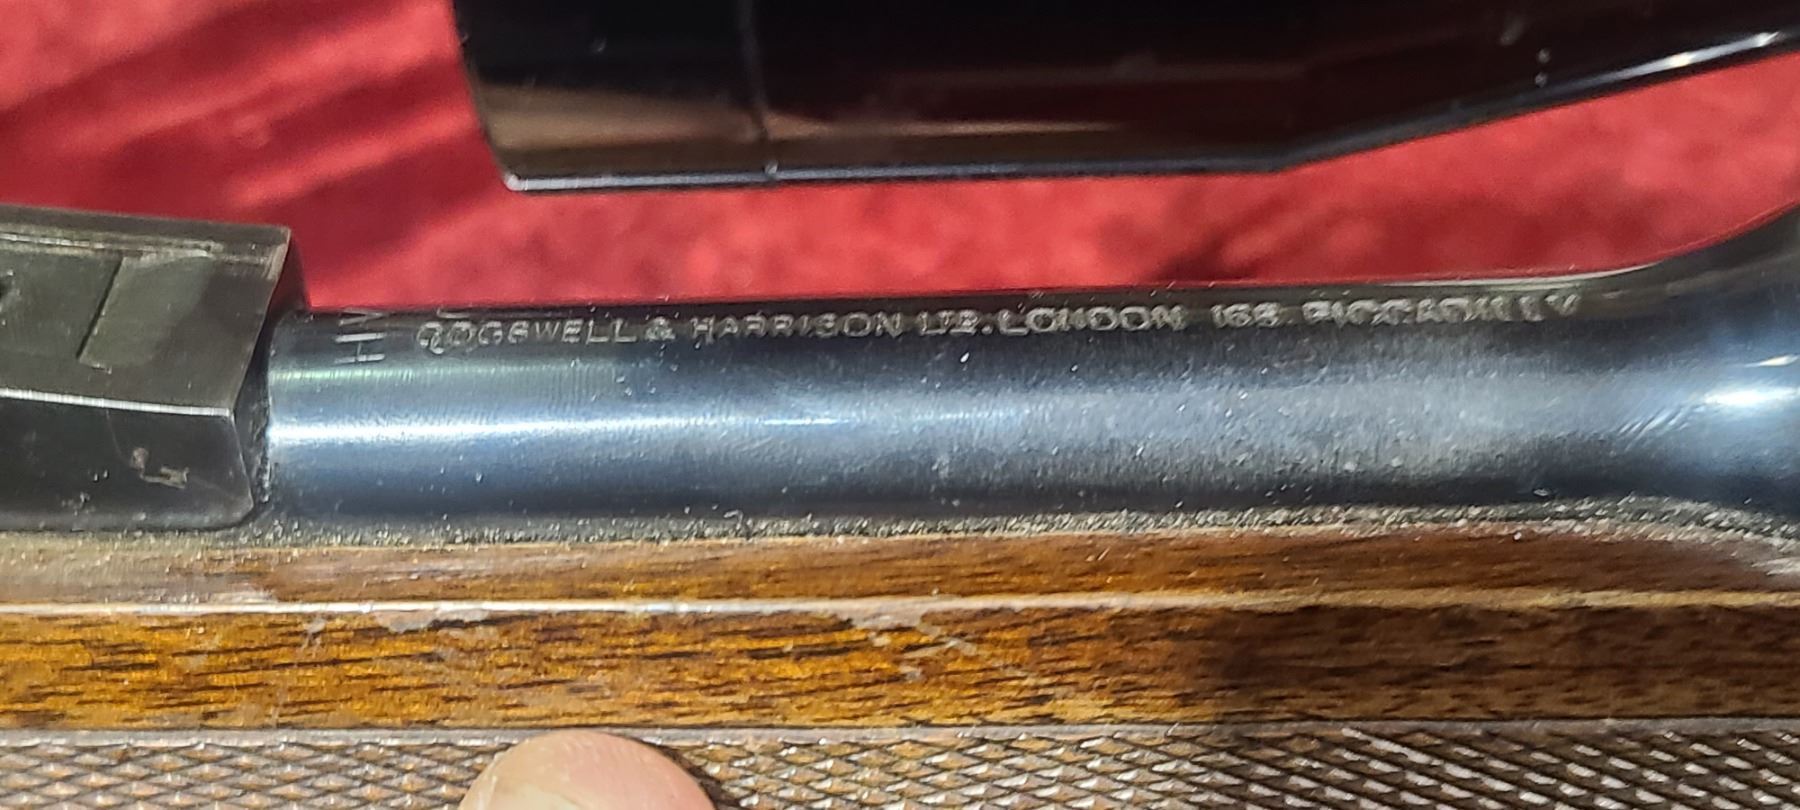 COGSWELL & HARRISON LTD. LONDON 168 PICCADILLY